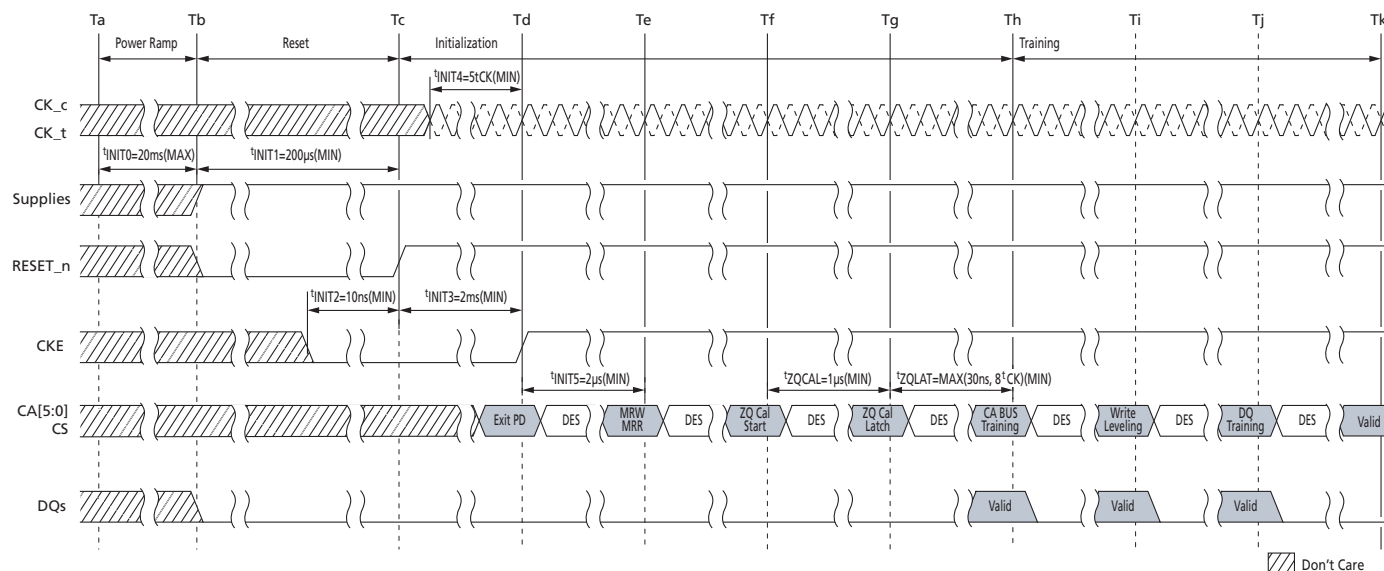 Ta Tb Tc Td Te Tf Tg Th Ti Tj Tk
Power Ramp Reset Initialization Training
tINIT4=5tCK(MIN)
CK_c
CK_t
tINIT0=20ms(MAX) tINIT1=200μs(MIN)
Supplies
RESET_n
tINIT2=10ns(MIN) tINIT3=2ms(MIN)
CKE
tINIT5=2μs(MIN) tZQCAL=1μs(MIN) tZQLAT=MAX(30ns, 8tCK)(MIN)
CA[5:0]
CS
Exit PD DES MRW MRR DES ZQ Cal Start DES ZQ Cal Latch DES CA BUS Training DES Write Leveling DES DQ Training DES Valid
DQs Valid Valid Valid
Don't Care